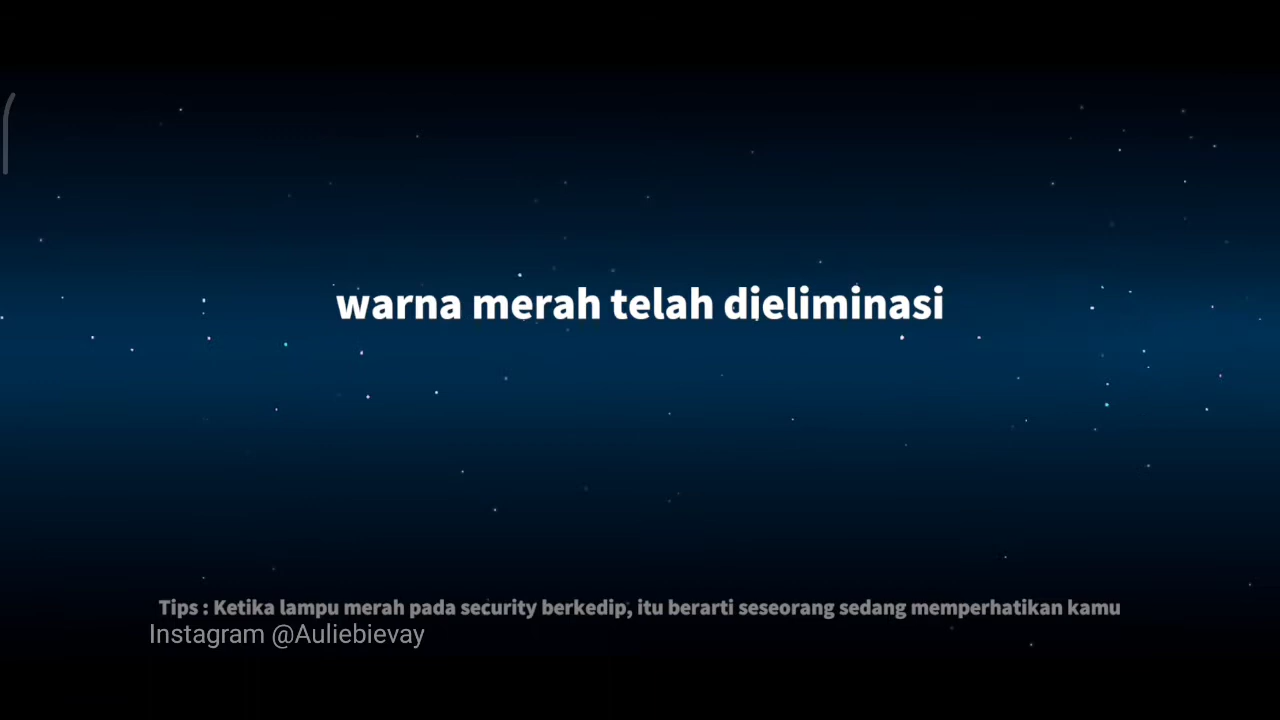 warna merah telah dieliminasi
Tips : Ketika lampu merah pada security berkedip, itu berarti seseorang sedang memperhatikan kamu
Instagram @Auliebievay